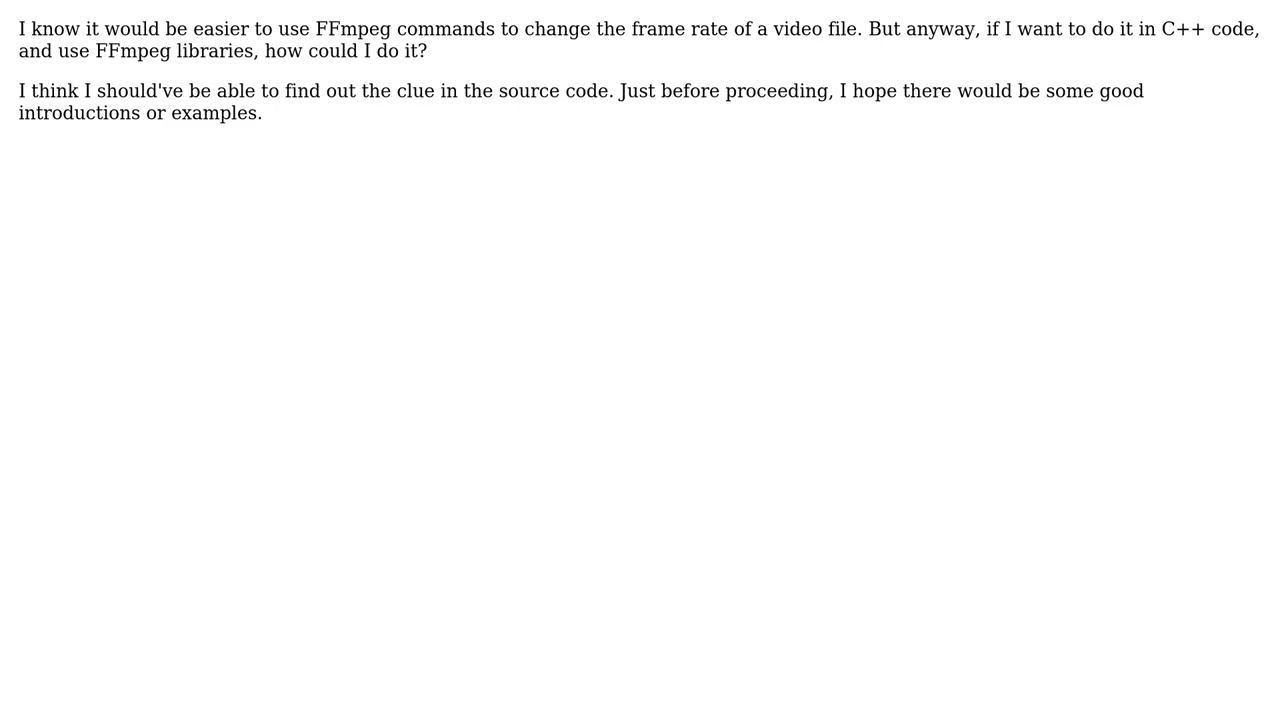 I know it would be easier to use FFmpeg commands to change the frame rate of a video file. But anyway, if I want to do it in C++ code,
and use FFmpeg libraries, how could I do it?
I think I should've be able to find out the clue in the source code. Just before proceeding, I hope there would be some good
introductions or examples.